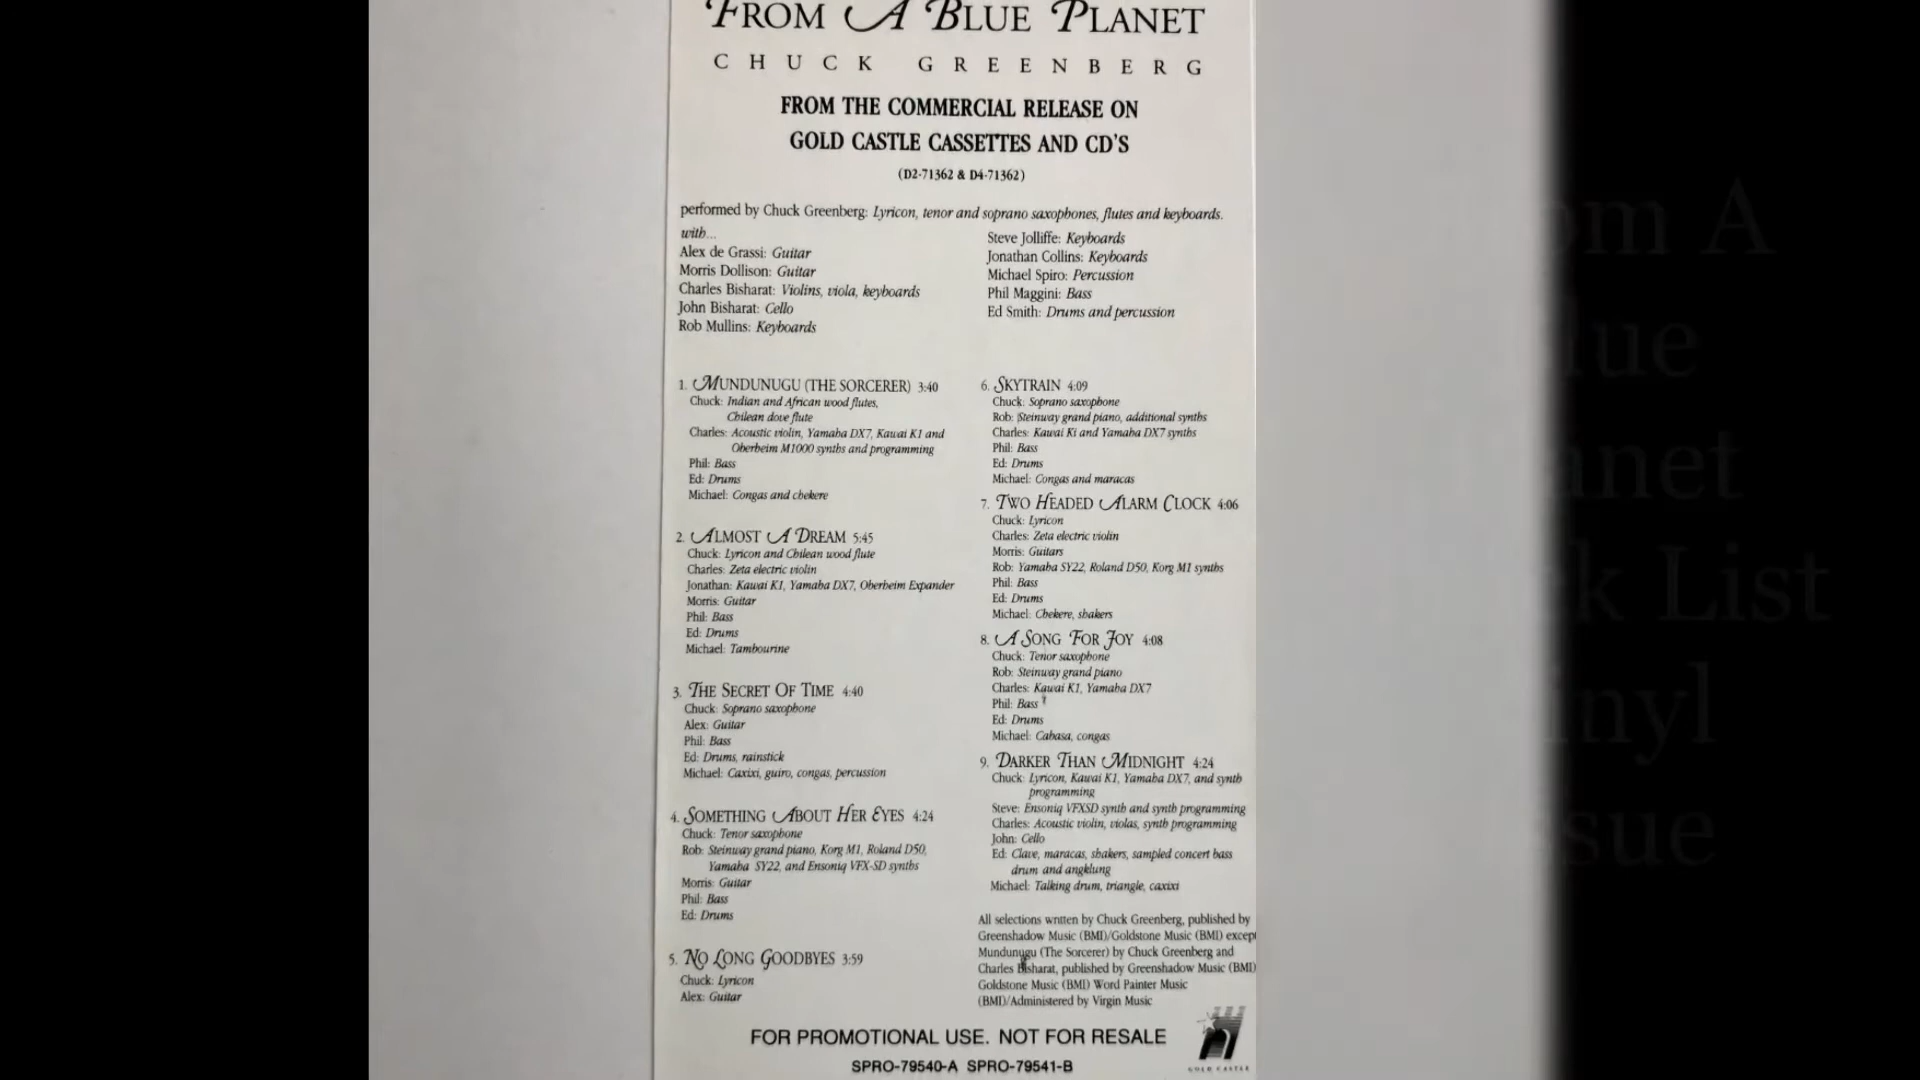 FROM A BLUE PLANET
CHUCK GREENBERG
FROM THE COMMERCIAL RELEASE ON
GOLD CASTLE CASSETTES AND CD'S
(D2-71362 & D4-71362)
performed by Chuck Greenberg: Lyricon, tenor and soprano saxophones, flutes and keyboards.
with...
Alex de Grassi: Guitar
Morris Dollison: Guitar
Charles Bisharat: Violins, viola, keyboards
John Bisharat: Cello
Rob Mullins: Keyboards
Steve Jolliffe: Keyboards
Jonathan Collins: Keyboards
Michael Spiro: Percussion
Phil Maggini: Bass
Ed Smith: Drums and percussion
1. MUNDUNUGU (THE SORCERER) 3:40
Chuck: Indian and African wood flutes,
Chilean dove flute
Charles: Acoustic violin, Yamaha DX7, Kawai K1 and
Oberheim M1000 synths and programming
Phil: Bass
Ed: Drums
Michael: Congas and chekere
2. ALMOST A DREAM 5:45
Chuck: Lyricon and Chilean wood flute
Charles: Zeta electric violin
Jonathan: Kawai K1, Yamaha DX7, Oberheim Expander
Morris: Guitar
Phil: Bass
Ed: Drums
Michael: Tambourine
3. THE SECRET OF TIME 4:40
Chuck: Soprano saxophone
Alex: Guitar
Phil: Bass
Ed: Drums, rainstick
Michael: Caxixi, guiro, congas, percussion
4. SOMETHING ABOUT HER EYES 4:24
Chuck: Tenor saxophone
Rob: Steinway grand piano, Korg M1, Roland D50,
Yamaha SY22, and Ensoniq VFX-SD synths
Morris: Guitar
Phil: Bass
Ed: Drums
5. NO LONG GOODBYES 3:59
Chuck: Lyricon
Alex: Guitar
6. SKYTRAIN 4:09
Chuck: Soprano saxophone
Rob: Steinway grand piano, additional synths
Charles: Kawai Ki and Yamaha DX7 synths
Phil: Bass
Ed: Drums
Michael: Congas and maracas
7. TWO HEADED ALARM CLOCK 4:06
Chuck: Lyricon
Charles: Zeta electric violin
Morris: Guitars
Rob: Yamaha SY22, Roland D50, Korg M1 synths
Phil: Bass
Ed: Drums
Michael: Chekere, shakers
8. A SONG FOR JOY 4:08
Chuck: Tenor saxophone
Rob: Steinway grand piano
Charles: Kawai K1, Yamaha DX7
Phil: Bass
Ed: Drums
Michael: Cabasa, congas
9. DARKER THAN MIDNIGHT 4:24
Chuck: Lyricon, Kawai K1, Yamaha DX7, and synth
programming
Steve: Ensoniq VFXSD synth and synth programming
Charles: Acoustic violin, violas, synth programming
John: Cello
Ed: Clave, maracas, shakers, sampled concert bass
drum and angklung
Michael: Talking drum, triangle, caxixi
All selections written by Chuck Greenberg, published by
Greenshadow Music (BMI)/Goldstone Music (BMI) except
Mundunugu (The Sorcerer) by Chuck Greenberg and
Charles Bisharat, published by Greenshadow Music (BMI)
Goldstone Music (BMI) Word Painter Music
(BMI)/Administered by Virgin Music
FOR PROMOTIONAL USE. NOT FOR RESALE
SPRO-79540-A SPRO-79541-B
GOLD CASTLE
om A
lue
anet
k List
inyl
sue